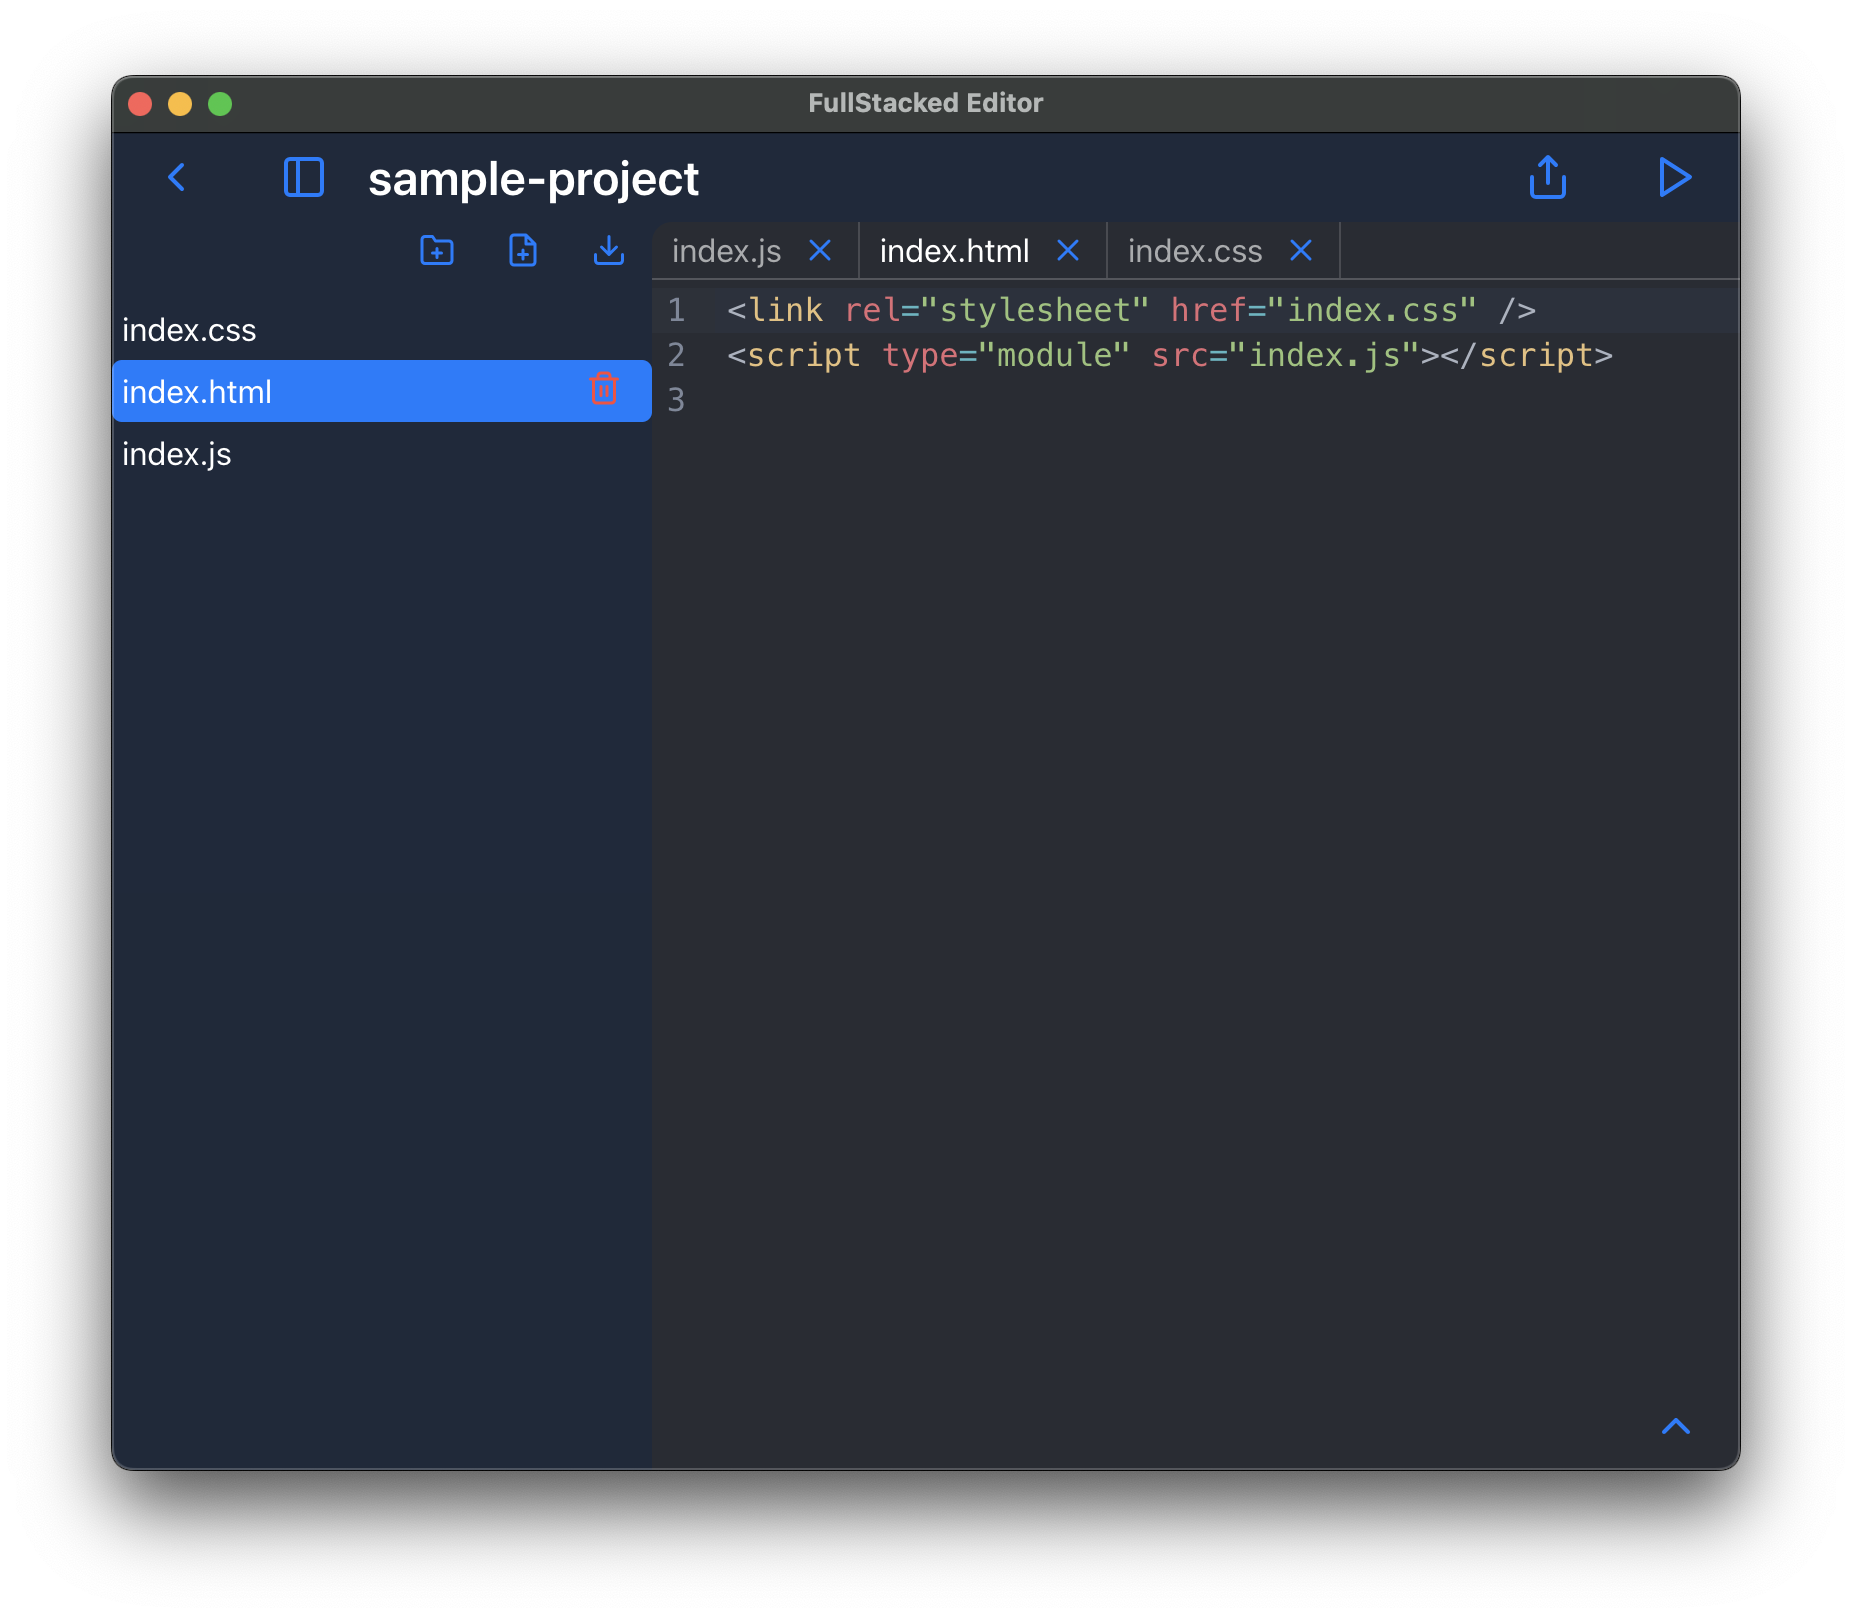 FullStacked Editor
sample-project
index.js
index.html
index.css
index.css
index.html
index.js
1 <link rel="stylesheet" href="index.css" />
2 <script type="module" src="index.js"></script>
3